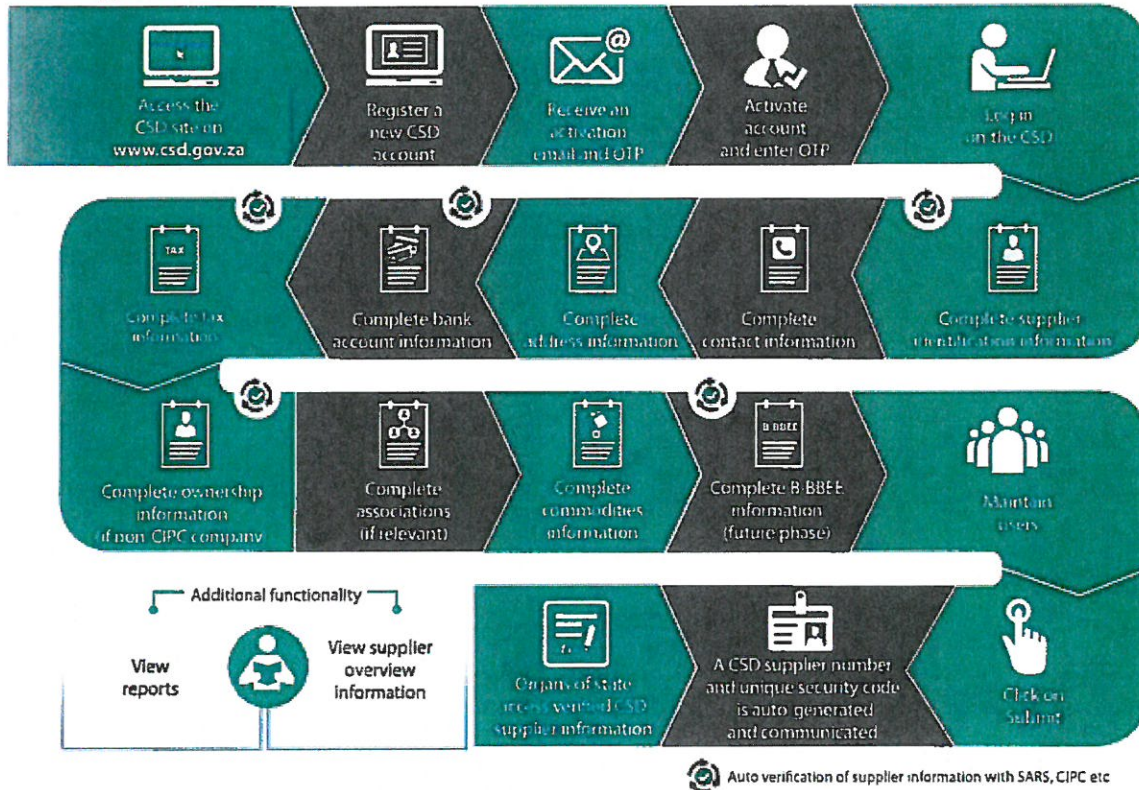 Access the
CSD site on
www.csd.gov.za
Register a
new CSD
account
Receive an
activation
email and OTP
Activate
account
and enter OTP
Log in
on the CSD
Complete supplier
identification information
Complete
contact information
Complete
address information
Complete bank
account information
TAX
Complete tax
information
Complete ownership
information
if non-CIPC company
Complete
associations
(if relevant)
Complete
commodities
information
B-BBEE
Complete B-BBEE
information
(future phase)
Maintain
users
Click on
Submit
A CSD supplier number
and unique security code
is auto-generated
and communicated
Organs of state
access verified CSD
supplier information
Additional functionality
View
reports
View supplier
overview
information
Auto verification of supplier information with SARS, CIPC etc